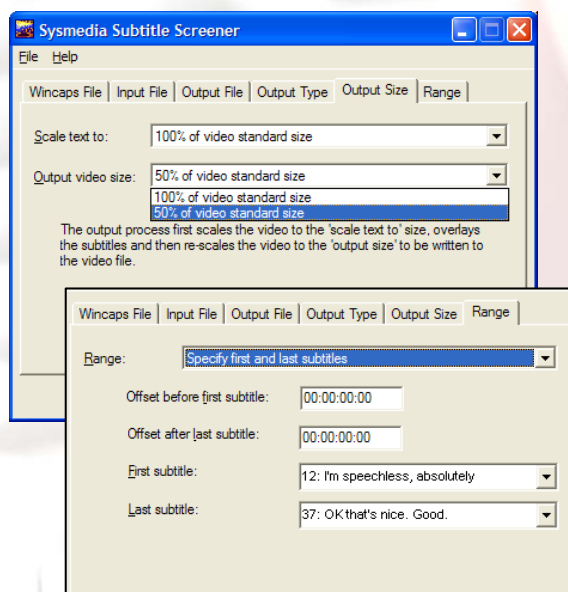 Sysmedia Subtitle Screener
File Help
Wincaps File Input File Output File Output Type Output Size Range
Scale text to: 100% of video standard size
Output video size: 50% of video standard size
100% of video standard size
50% of video standard size
The output process first scales the video to the 'scale text to' size, overlays
the subtitles and then re-scales the video to the 'output size' to be written to
the video file.
Wincaps File Input File Output File Output Type Output Size Range
Range: Specify first and last subtitles
Offset before first subtitle: 00:00:00:00
Offset after last subtitle: 00:00:00:00
First subtitle: 12: I'm speechless, absolutely
Last subtitle: 37: OK that's nice. Good.